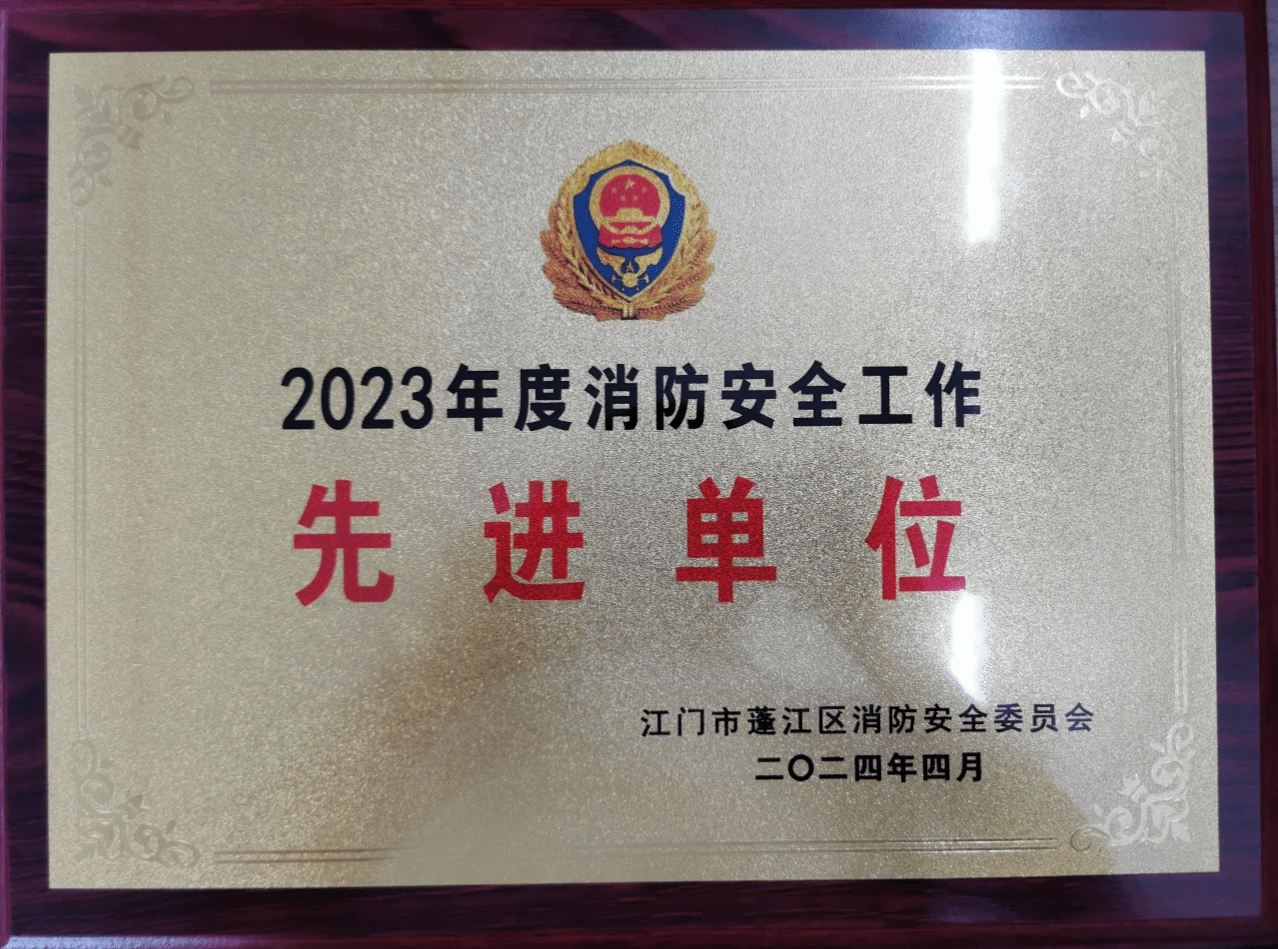 2023年度消防安全工作
先进单位
江门市蓬江区消防安全委员会
二〇二四年四月